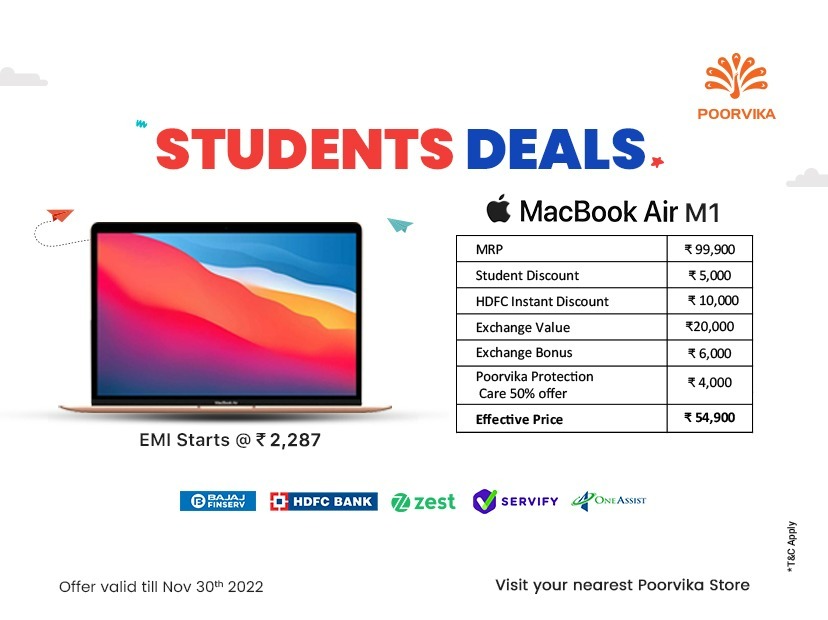 POORVIKA
STUDENTS DEALS
MacBook Air M1
MRP ₹ 99,900
Student Discount ₹ 5,000
HDFC Instant Discount ₹ 10,000
Exchange Value ₹20,000
Exchange Bonus ₹ 6,000
Poorvika Protection
Care 50% offer ₹ 4,000
Effective Price ₹ 54,900
MacBook Air
EMI Starts @ ₹ 2,287
BAJAJ
FINSERV
HDFC BANK
zest
SERVIFY
ONEASSIST
*T&C Apply
Offer valid till Nov 30th 2022
Visit your nearest Poorvika Store